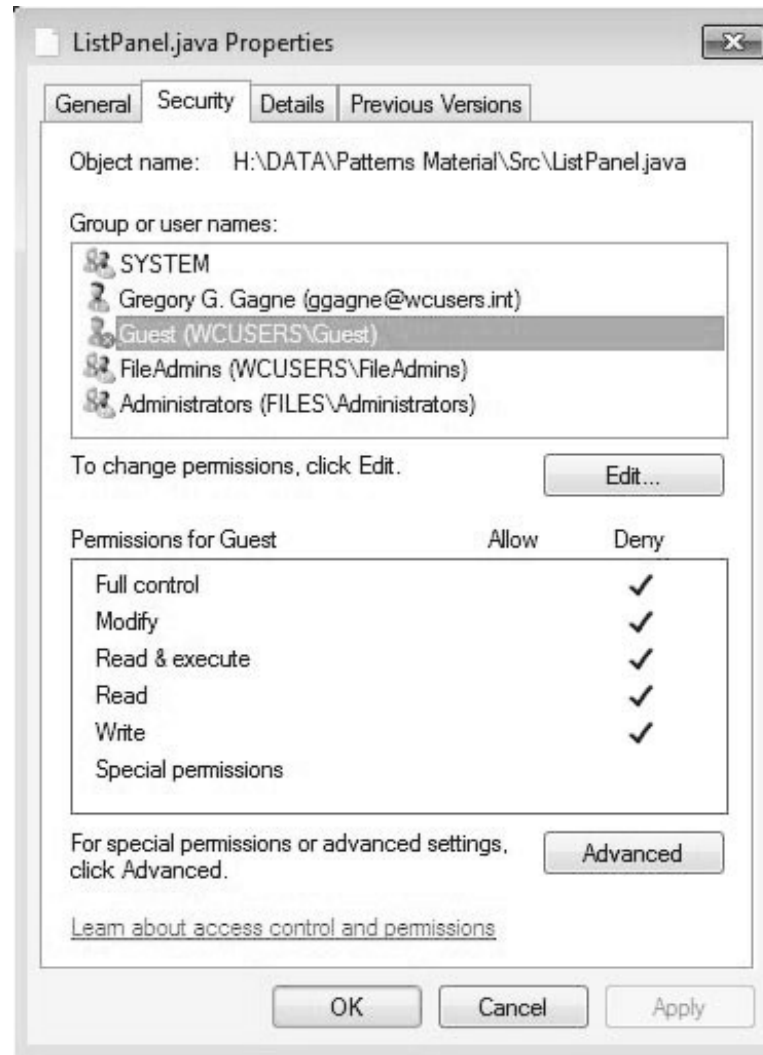 ListPanel.java Properties
General Security Details Previous Versions
Object name: H:\DATA\Patterns Material\Src\ListPanel.java
Group or user names:
SYSTEM
Gregory G. Gagne (ggagne@wcusers.int)
Guest (WCUSERS\Guest)
FileAdmins (WCUSERS\FileAdmins)
Administrators (FILES\Administrators)
To change permissions, click Edit.
Edit...
Permissions for Guest Allow Deny
Full control
Modify
Read & execute
Read
Write
Special permissions
For special permissions or advanced settings,
click Advanced.
Advanced
Learn about access control and permissions
OK Cancel Apply